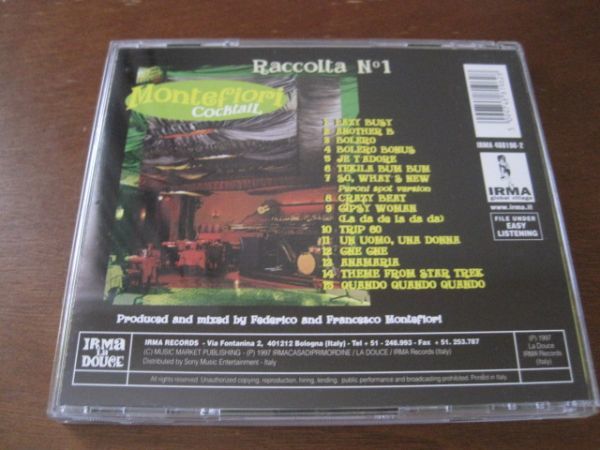 Raccolta Nº1
Montefiori
Cocktail
1 EAZY BUSY
2 ANOTHER B
3 BOLERO
4 BOLERO BONUS
5 JE T'ADORE
6 TEKILA BUM BUM
7 SO, WHAT'S NEW
Peroni spot version
8 CRAZY BEAT
9 GIPSY WOMAN
(La da de la da da)
10 TRIP 60
11 UN UOMO, UNA DONNA
12 GNE GNE
13 ANAMARIA
14 THEME FROM STAR TREK
15 QUANDO QUANDO QUANDO
Produced and mixed by Federico and Francesco Montefiori
IRMA 488196-2
IRMA
global village
www.irma.it
FILE UNDER
EASY
LISTENING
IRMA
LA
DOUCE
IRMA RECORDS - Via Fontanina 2, 401212 Bologna (Italy) - Tel + 51 - 246.993 - Fax + 51. 253.787
(C) MUSIC MARKET PUBLISHING - (P) 1997 IRMACASADIPRIMORDINE / LA DOUCE / IRMA Records (Italy)
Distributed by Sony Music Entertainment - Italy
(P) 1997
La Douce
IRMA Records
(Italy)
All rights reserved. Unauthorized copying, reproduction, hiring, lending, public performance and broadcasting prohibited. Printed in Italy.